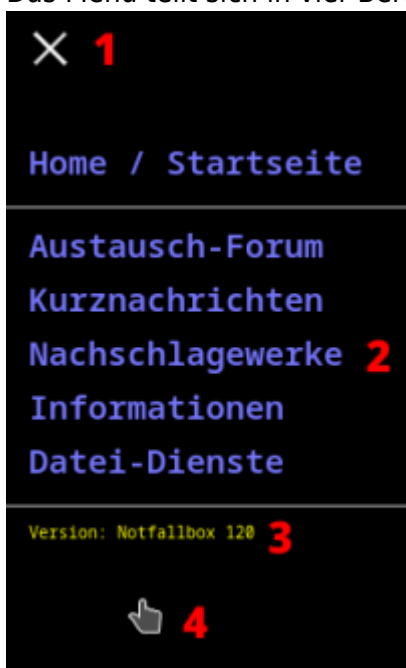 Das Menü teilt sich in vier
1
Home / Startseite
Austausch-Forum
Kurznachrichten
Nachschlagewerke 2
Informationen
Datei-Dienste
Version: Notfallbox 120 3
4